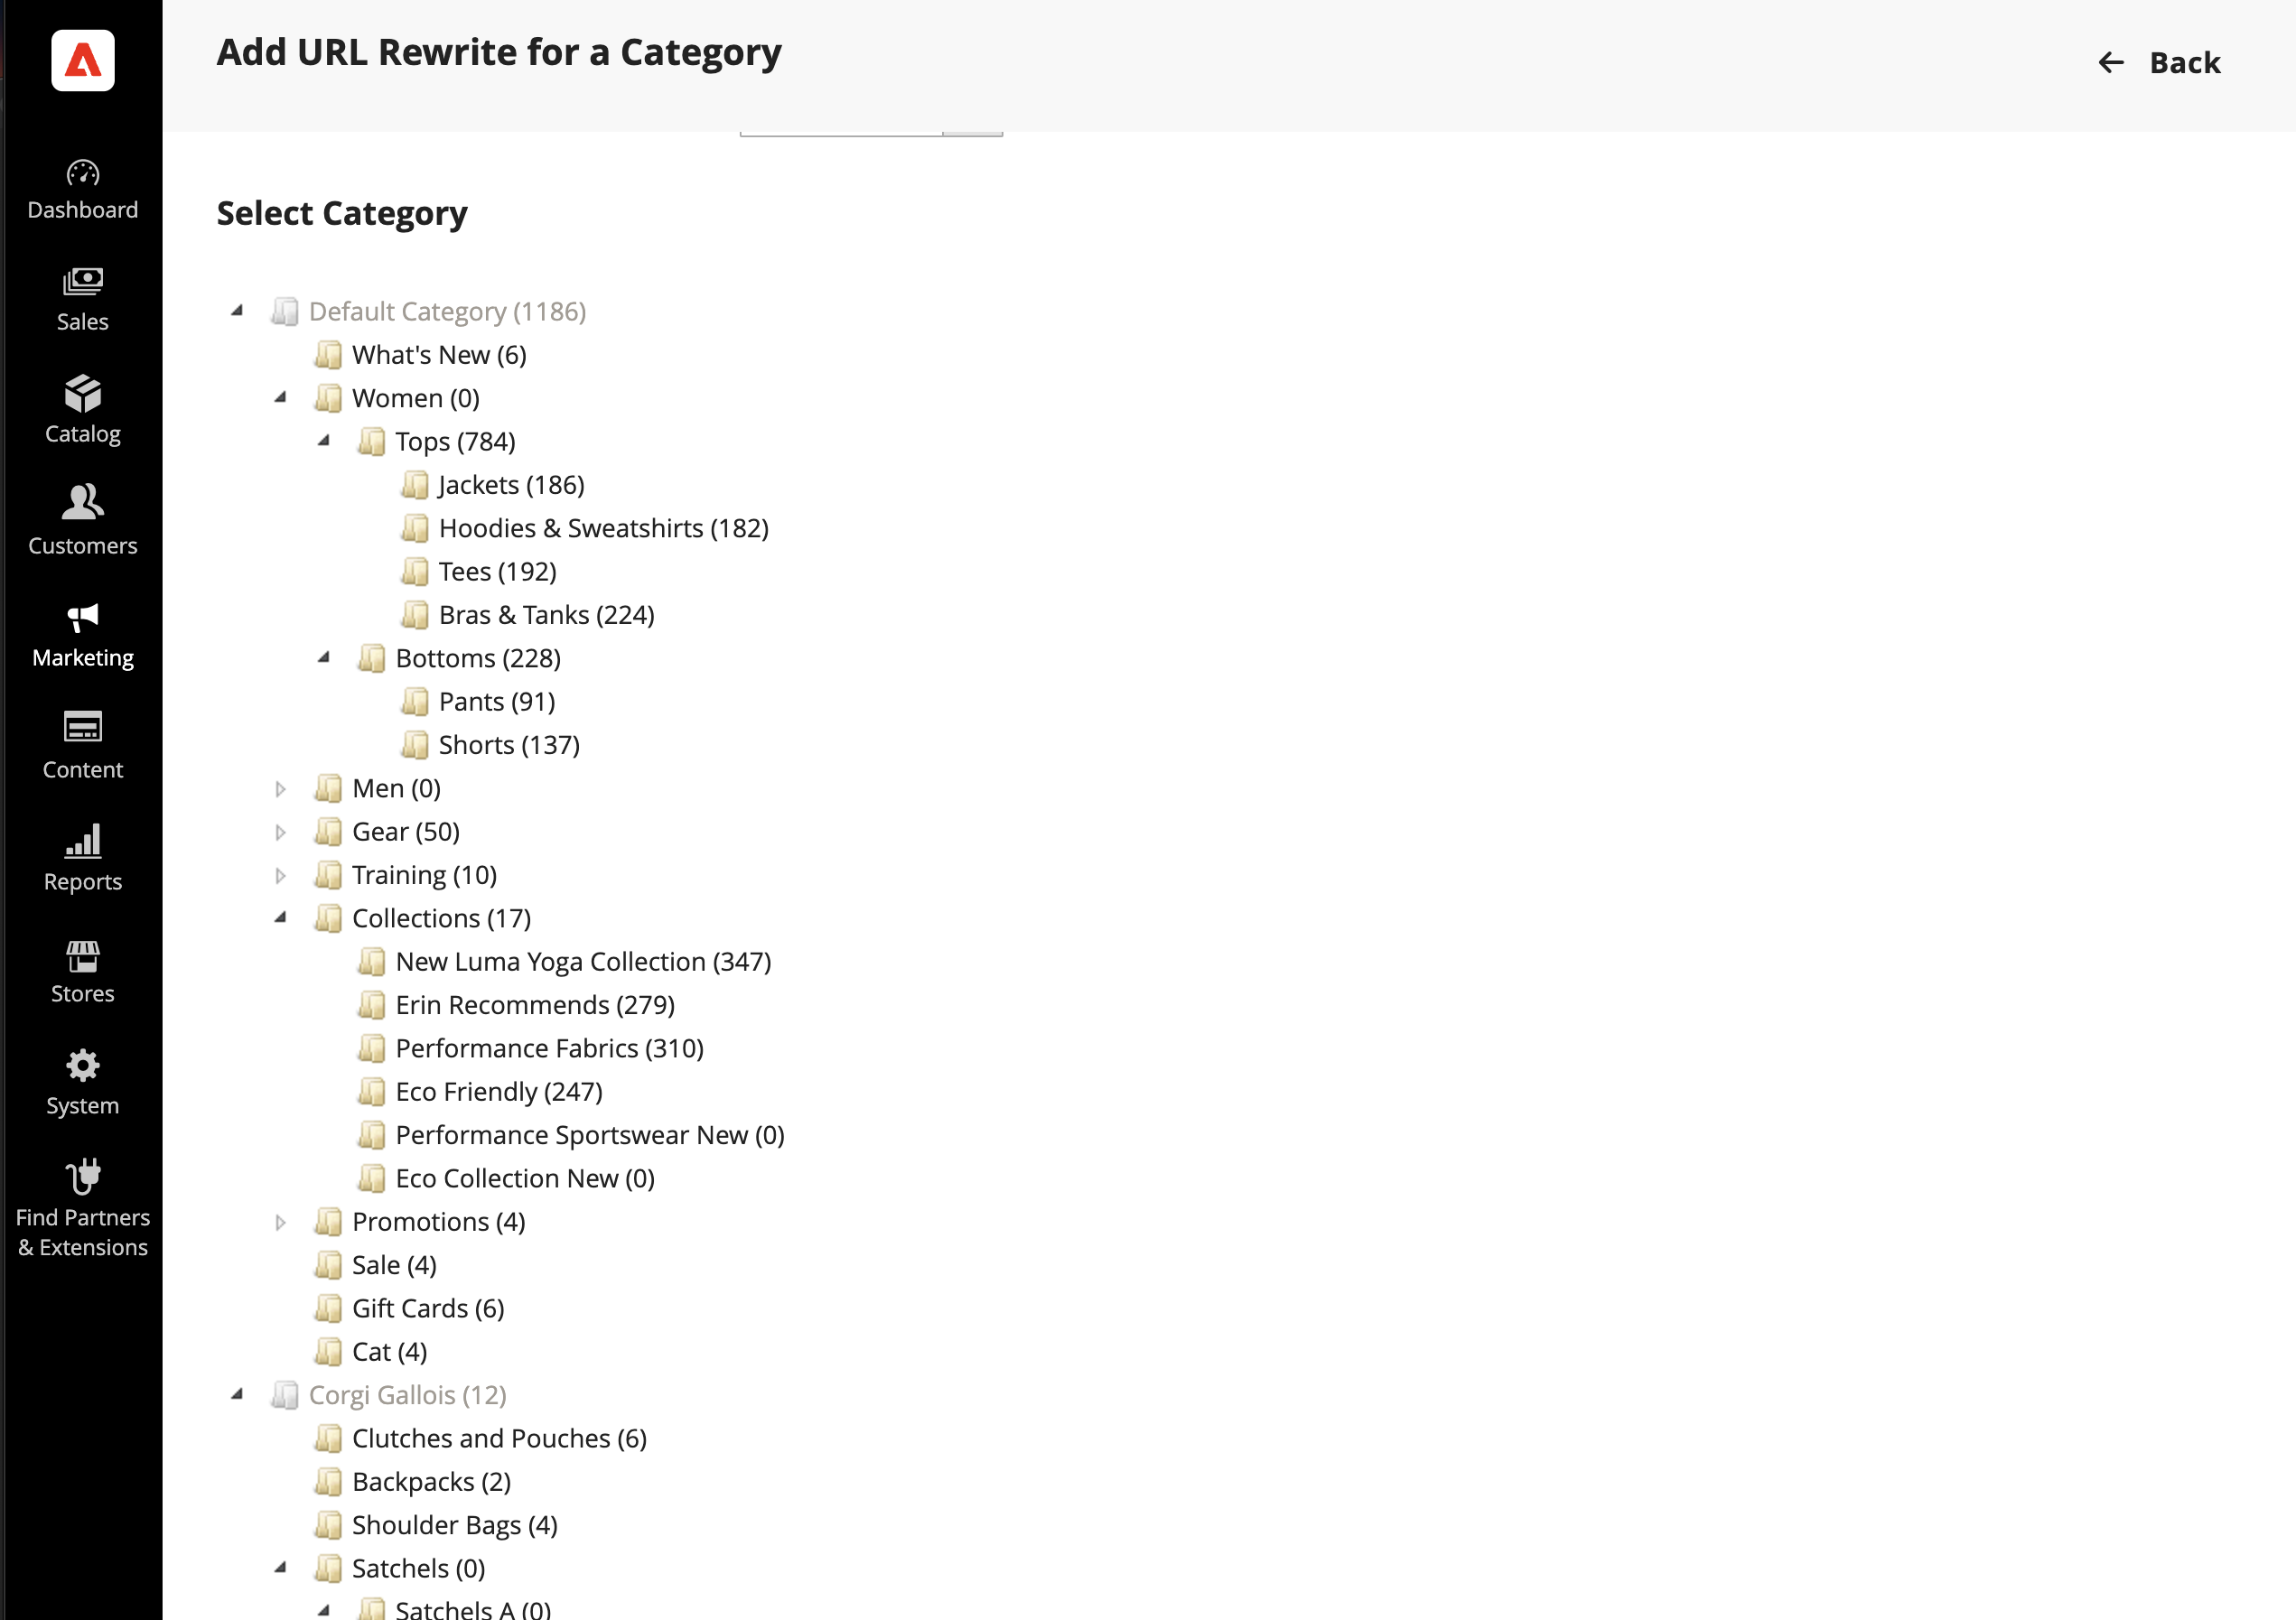 Add URL Rewrite for a Category
Back
Dashboard
Sales
Catalog
Customers
Marketing
Content
Reports
Stores
System
Find Partners
& Extensions
Select Category
Default Category (1186)
What's New (6)
Women (0)
Tops (784)
Jackets (186)
Hoodies & Sweatshirts (182)
Tees (192)
Bras & Tanks (224)
Bottoms (228)
Pants (91)
Shorts (137)
Men (0)
Gear (50)
Training (10)
Collections (17)
New Luma Yoga Collection (347)
Erin Recommends (279)
Performance Fabrics (310)
Eco Friendly (247)
Performance Sportswear New (0)
Eco Collection New (0)
Promotions (4)
Sale (4)
Gift Cards (6)
Cat (4)
Corgi Gallois (12)
Clutches and Pouches (6)
Backpacks (2)
Shoulder Bags (4)
Satchels (0)
Satchels A (0)